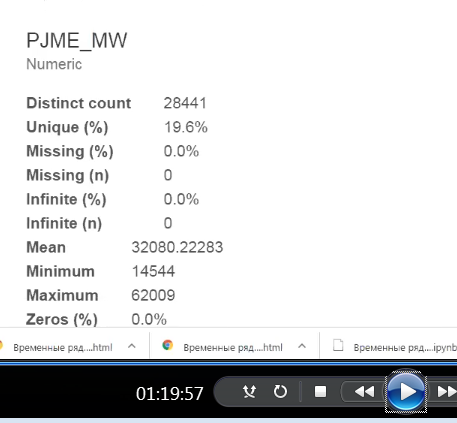 PJME_MW
Numeric
Distinct count 28441
Unique (%) 19.6%
Missing (%) 0.0%
Missing (n) 0
Infinite (%) 0.0%
Infinite (n) 0
Mean 32080.22283
Minimum 14544
Maximum 62009
Zeros (%) 0.0%
Временные ряд....html Временные ряд....html Временные ряд....ipynb
01:19:57